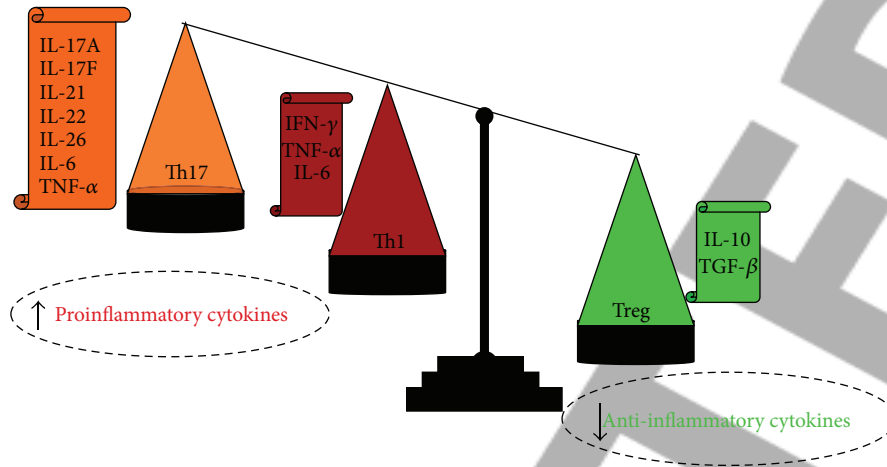 IL-17A
IL-17F
IL-21
IL-22
IL-26
IL-6
TNF-α
Th17
IFN-γ
TNF-α
IL-6
Th1
IL-10
TGF-β
Treg
↑ Proinflammatory cytokines
↓ Anti-inflammatory cytokines